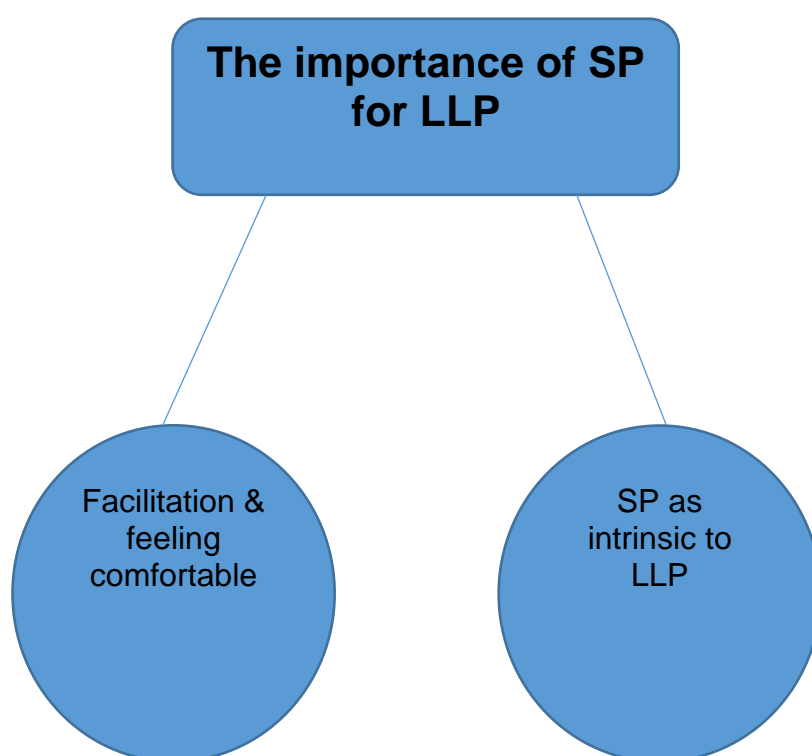 The importance of SP
for LLP
Facilitation &
feeling
comfortable
SP as
intrinsic to
LLP